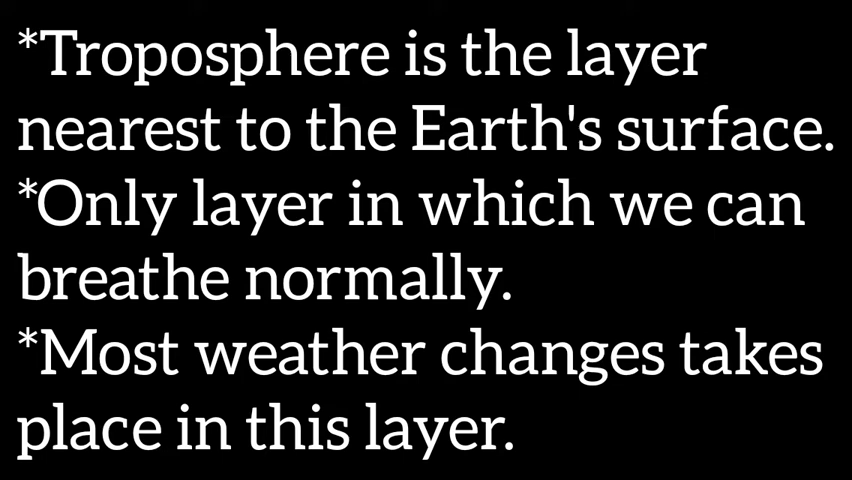 *Troposphere is the layer
nearest to the Earth's surface.
*Only layer in which we can
breathe normally.
*Most weather changes takes
place in this layer.